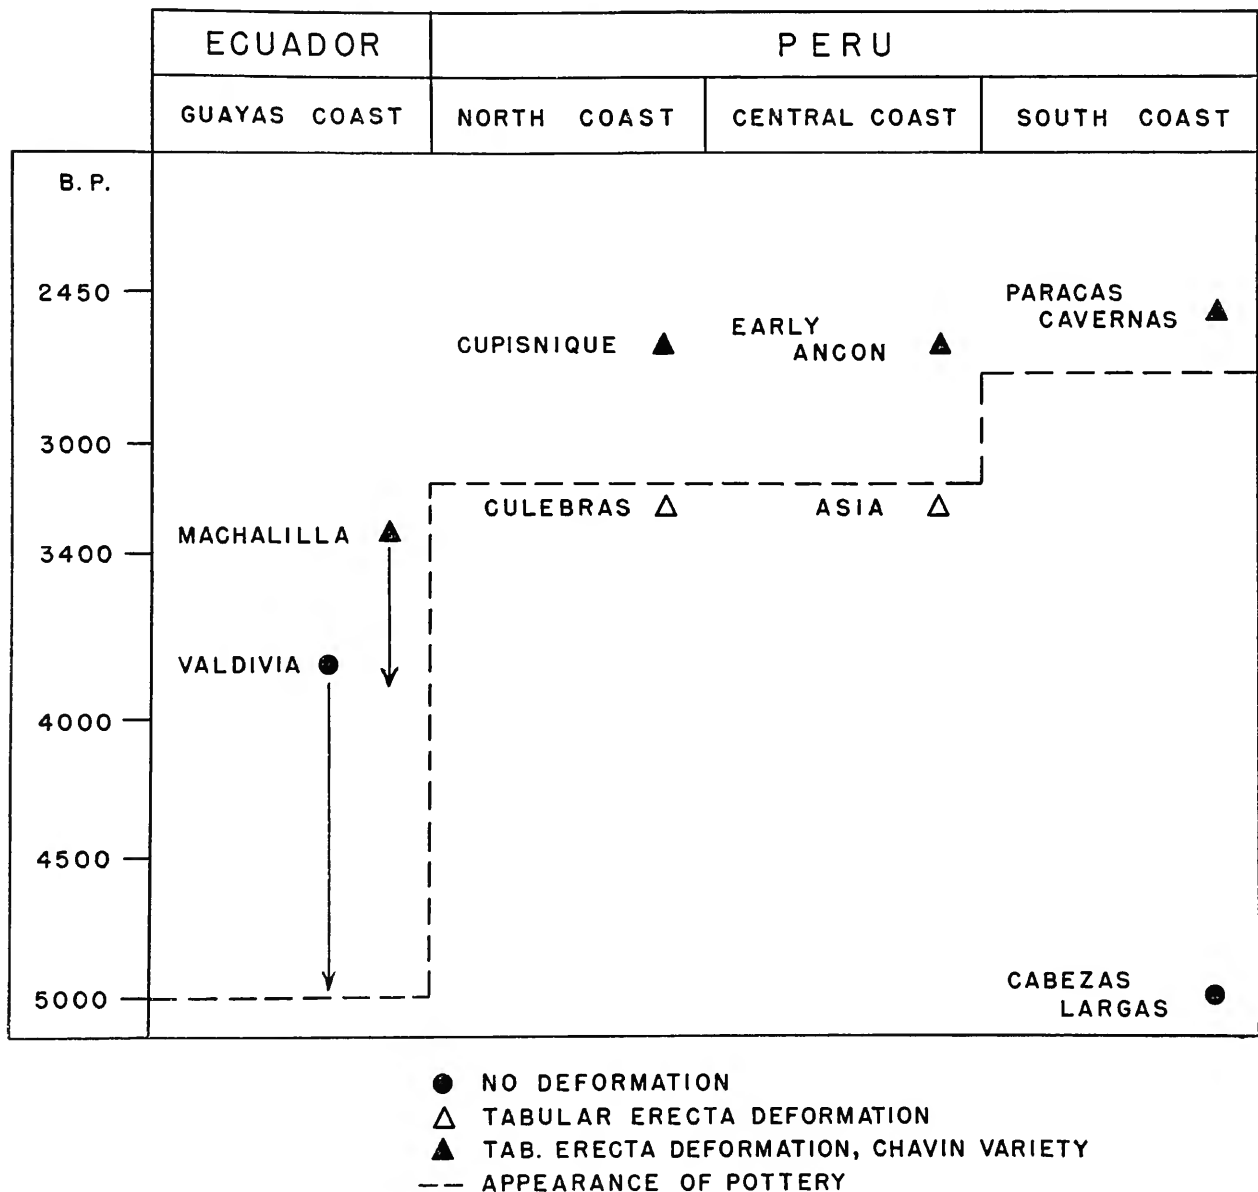 ECUADOR
PERU
GUAYAS COAST
NORTH COAST
CENTRAL COAST
SOUTH COAST
B. P.
2450
PARACAS
CAVERNAS
CUPISNIQUE
EARLY
ANCON
3000
CULEBRAS
ASIA
MACHALILLA
3400
VALDIVIA
4000
4500
5000
CABEZAS
LARGAS
NO DEFORMATION
TABULAR ERECTA DEFORMATION
TAB. ERECTA DEFORMATION, CHAVIN VARIETY
APPEARANCE OF POTTERY